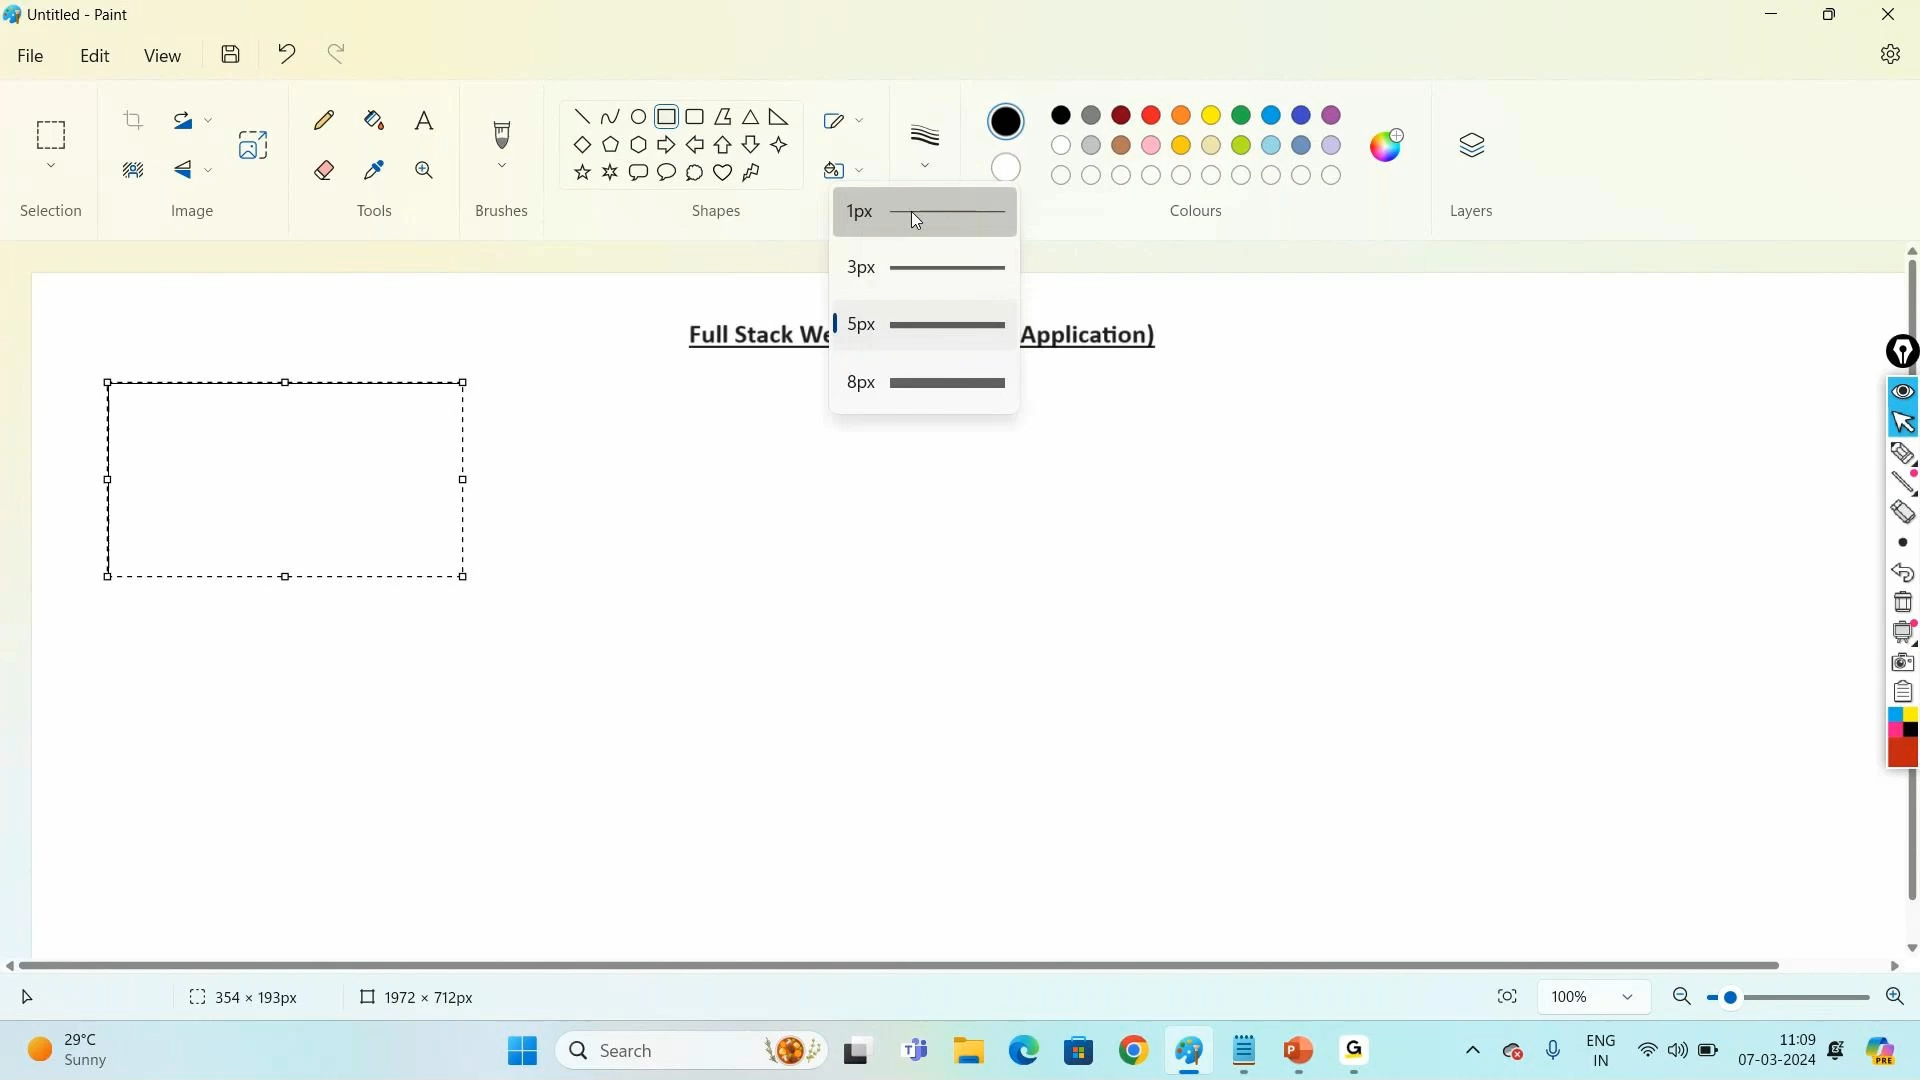 Untitled - Paint
File Edit View
Selection Image Tools Brushes Shapes Colours Layers
1px
3px
5px
8px
Full Stack We Application)
354 × 193px 1972 × 712px 100%
29°C
Sunny
Search
ENG
IN
11:09
07-03-2024
PRE